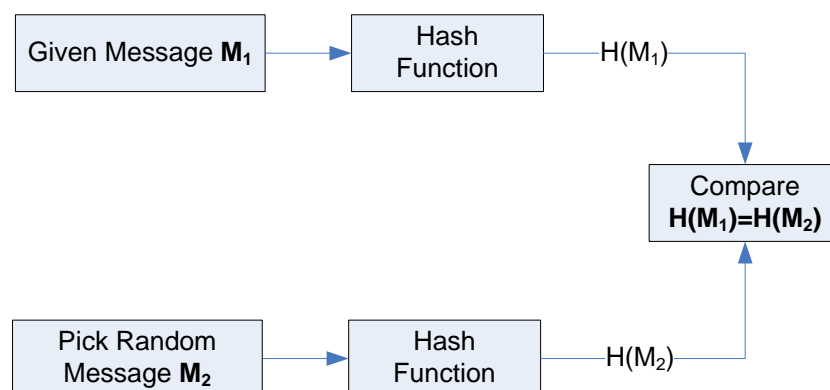 Given Message M₁
Hash
Function
H(M₁)
Compare
H(M₁)=H(M₂)
Pick Random
Message M₂
Hash
Function
H(M₂)